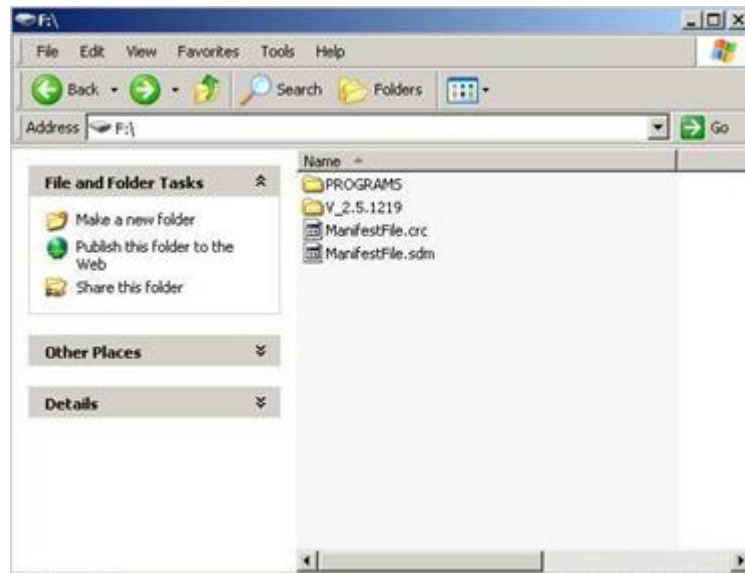 F:\
File Edit View Favorites Tools Help
Back Search Folders
Address F:\ Go
Name
File and Folder Tasks
Make a new folder
Publish this folder to the
Web
Share this folder
Other Places
Details
PROGRAMS
V_2.5.1219
ManifestFile.crc
ManifestFile.sdm